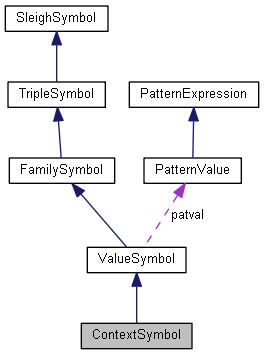 SleighSymbol
TripleSymbol
PatternExpression
FamilySymbol
PatternValue
patval
ValueSymbol
ContextSymbol